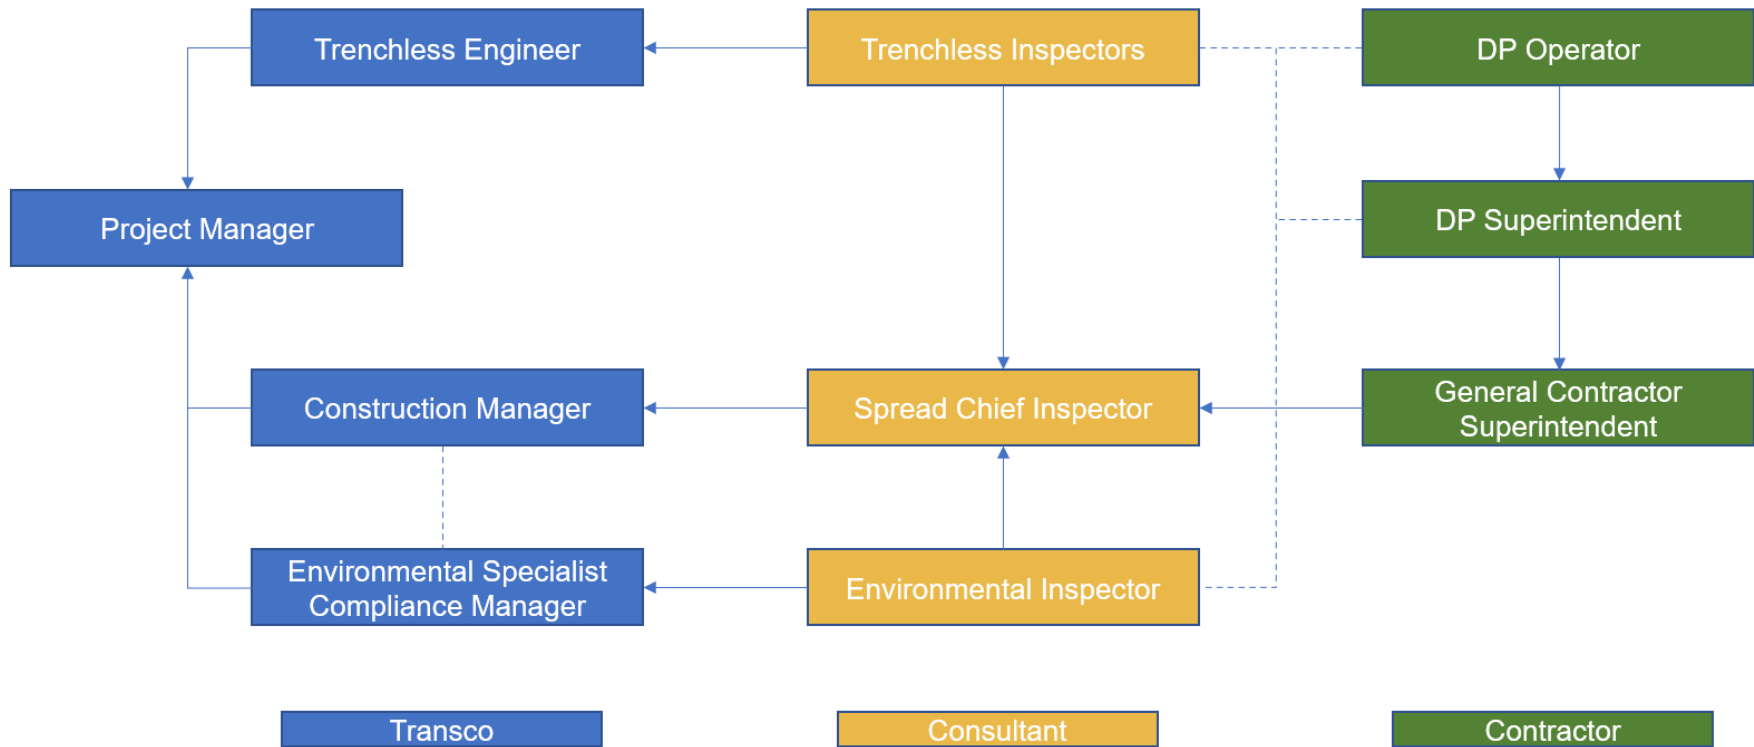 Trenchless Engineer
Trenchless Inspectors
DP Operator
Project Manager
DP Superintendent
Construction Manager
Spread Chief Inspector
General Contractor
Superintendent
Environmental Specialist
Compliance Manager
Environmental Inspector
Transco
Consultant
Contractor